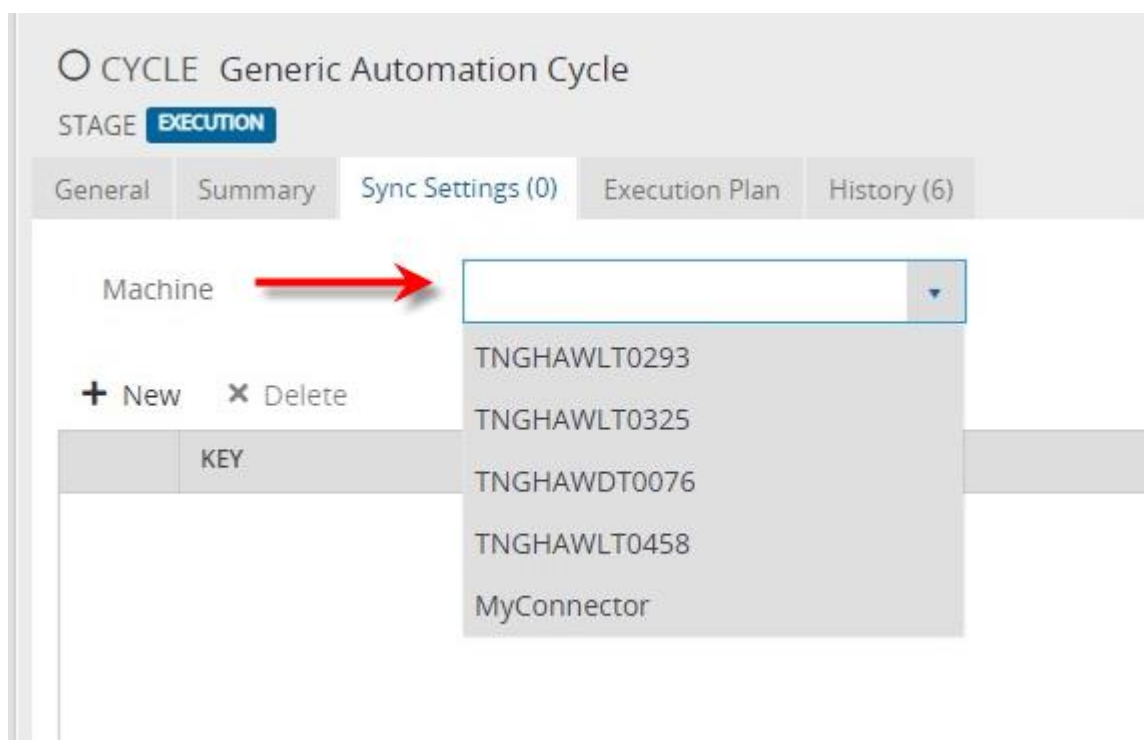 CYCLE Generic Automation Cycle
STAGE EXECUTION
General Summary Sync Settings (0) Execution Plan History (6)
Machine
TNGHAWLT0293
TNGHAWLT0325
TNGHAWDT0076
TNGHAWLT0458
MyConnector
+ New × Delete
KEY